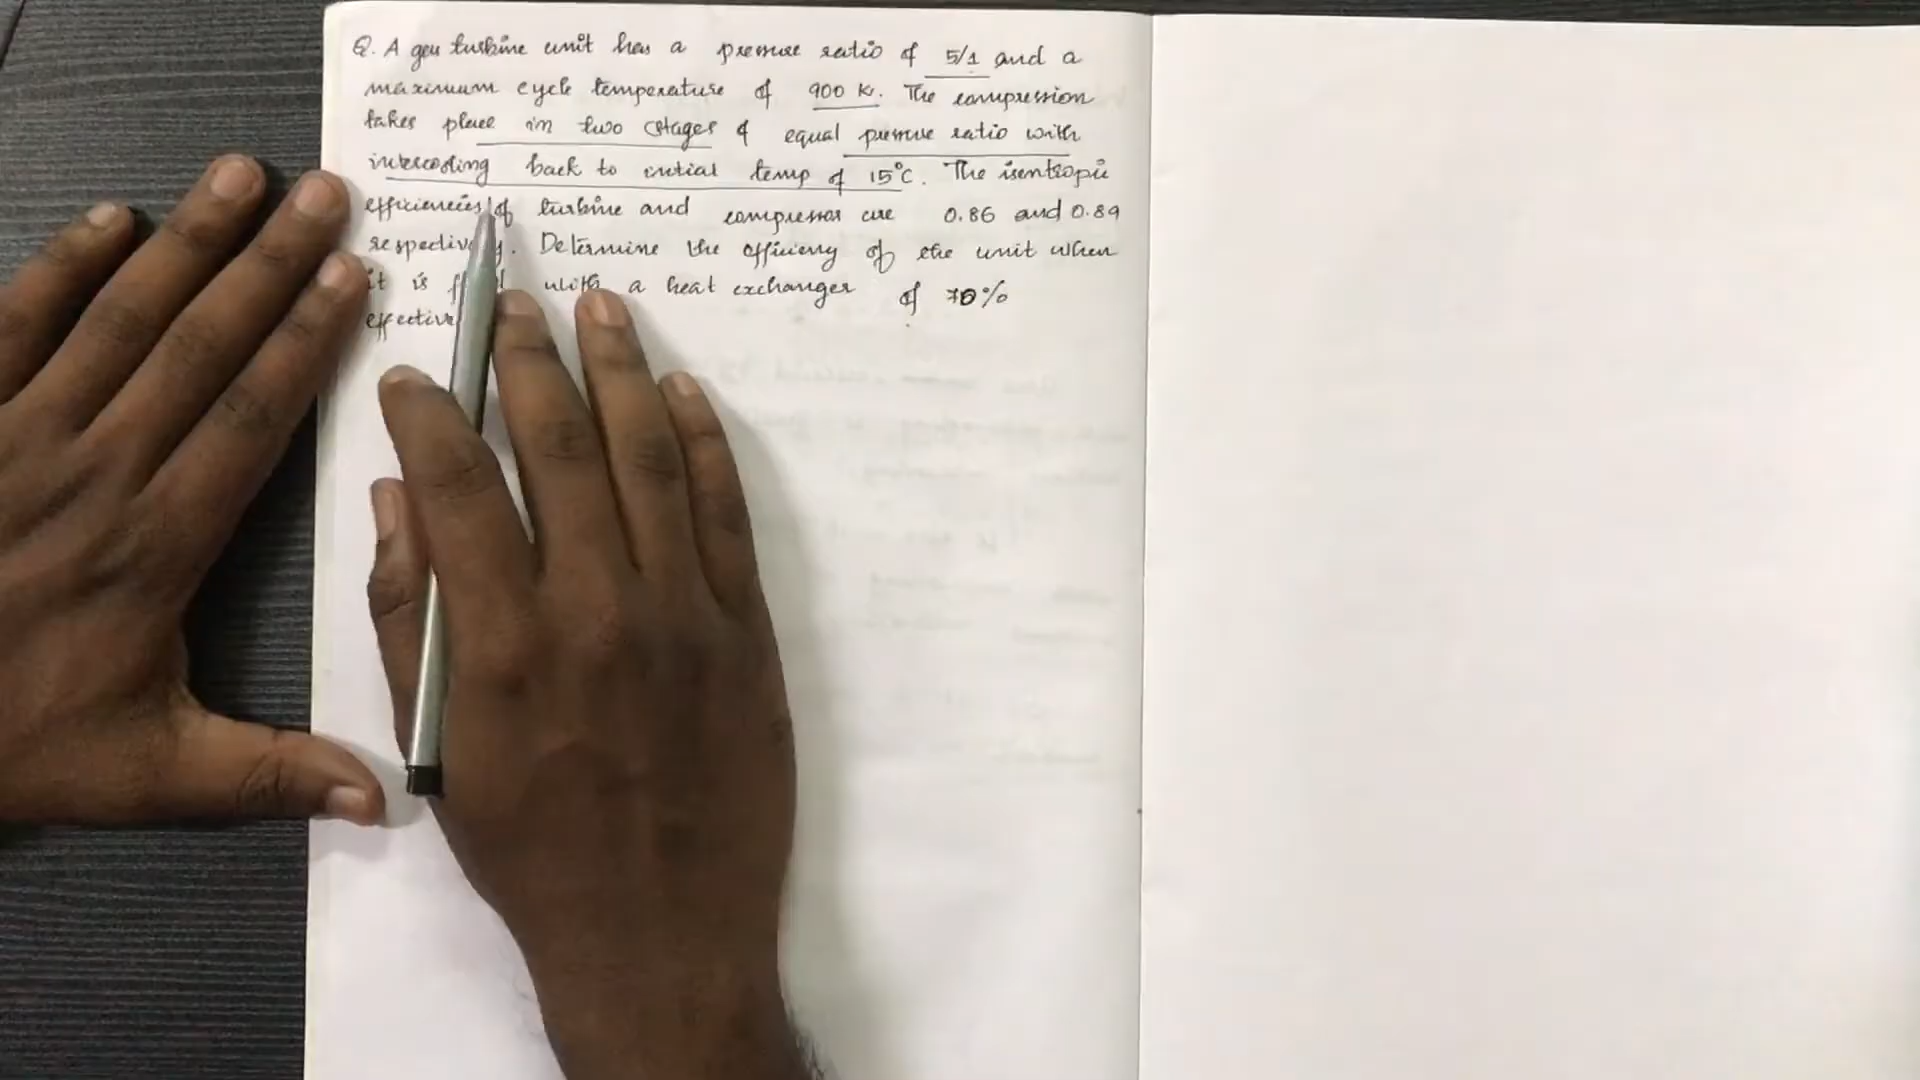 Q. A gas turbine unit has a pressure ratio of 5/1 and a
maximum cycle temperature of 900 K. The compression
takes place in two stages of equal pressure ratio with
intercooling back to initial temp of 15°C. The isentropic
efficiencies of turbine and compressor are 0.86 and 0.89
respectively. Determine the efficieny of the unit when
it is with a heat exchanger of 70%